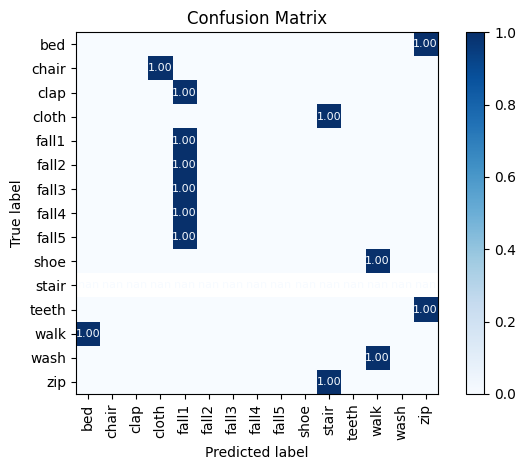 Confusion Matrix
bed
1.00
1.0
chair
1.00
clap
1.00
cloth
1.00
0.8
fall1
1.00
fall2
1.00
0.6
fall3
1.00
fall4
1.00
fall5
1.00
0.4
shoe
1.00
stair
teeth
1.00
0.2
walk
1.00
wash
1.00
zip
1.00
0.0
True label
bed
chair
clap
cloth
fall1
fall2
fall3
fall4
fall5
shoe
stair
teeth
walk
wash
zip
Predicted label